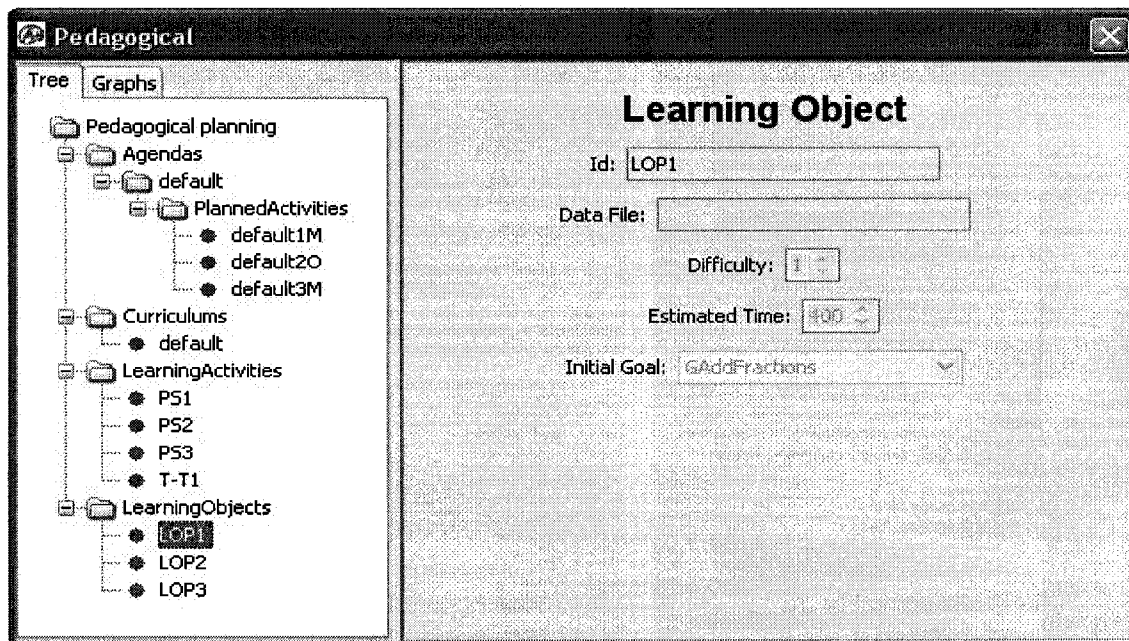 Pedagogical
Tree
Graphs
Pedagogical planning
Agendas
default
PlannedActivities
default1M
default2O
default3M
Curriculums
default
LearningActivities
PS1
PS2
PS3
T-T1
LearningObjects
LOP1
LOP2
LOP3
Learning Object
Id: LOP1
Data File:
Difficulty: 1
Estimated Time: 400
Initial Goal: GAddFractions